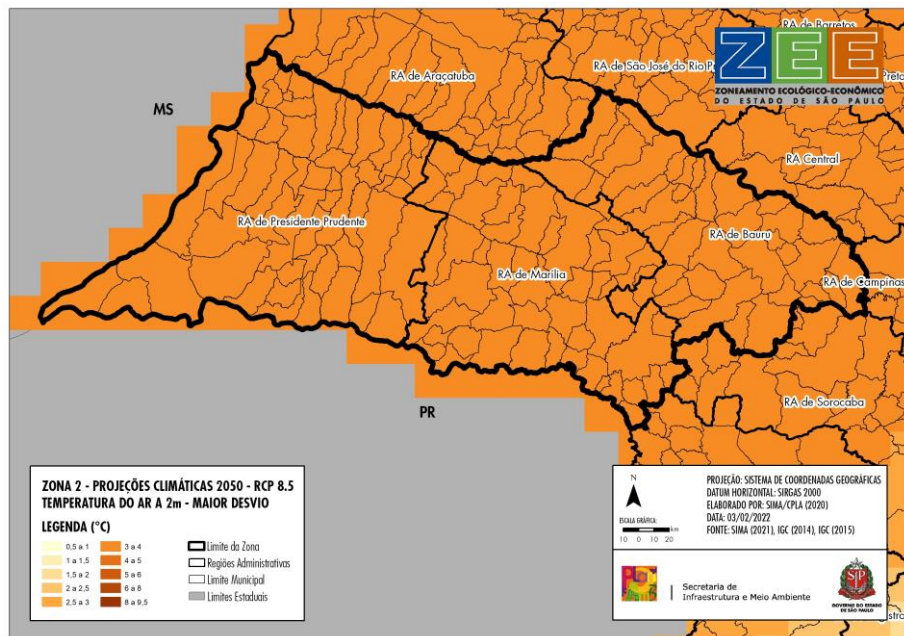 RA de Barretos
RA de Araçatuba
RA de São José do Rio P
Preto
ZEE
ZONEAMENTO ECOLÓGICO-ECONÔMICO
DO ESTADO DE SÃO PAULO
MS
RA Central
RA de Presidente Prudente
RA de Bauru
RA de Marília
RA de Campinas
RA de Sorocaba
PR
ZONA 2 - PROJEÇÕES CLIMÁTICAS 2050 - RCP 8.5
TEMPERATURA DO AR A 2m - MAIOR DESVIO
LEGENDA (°C)
0,5 a 1
1 a 1,5
1,5 a 2
2 a 2,5
2,5 a 3
3 a 4
4 a 5
5 a 6
6 a 8
8 a 9,5
Limite da Zona
Regiões Administrativas
Limite Municipal
Limites Estaduais
N
ESCALA GRÁFICA:
10 0 10 20
km
PROJEÇÃO: SISTEMA DE COORDENADAS GEOGRÁFICAS
DATUM HORIZONTAL: SIRGAS 2000
ELABORADO POR: SIMA/CPLA (2020)
DATA: 03/02/2022
FONTE: SIMA (2021), IGC (2014), IGC (2015)
Secretaria de
Infraestrutura e Meio Ambiente
SP
GOVERNO DO ESTADO
DE SÃO PAULO
gistro